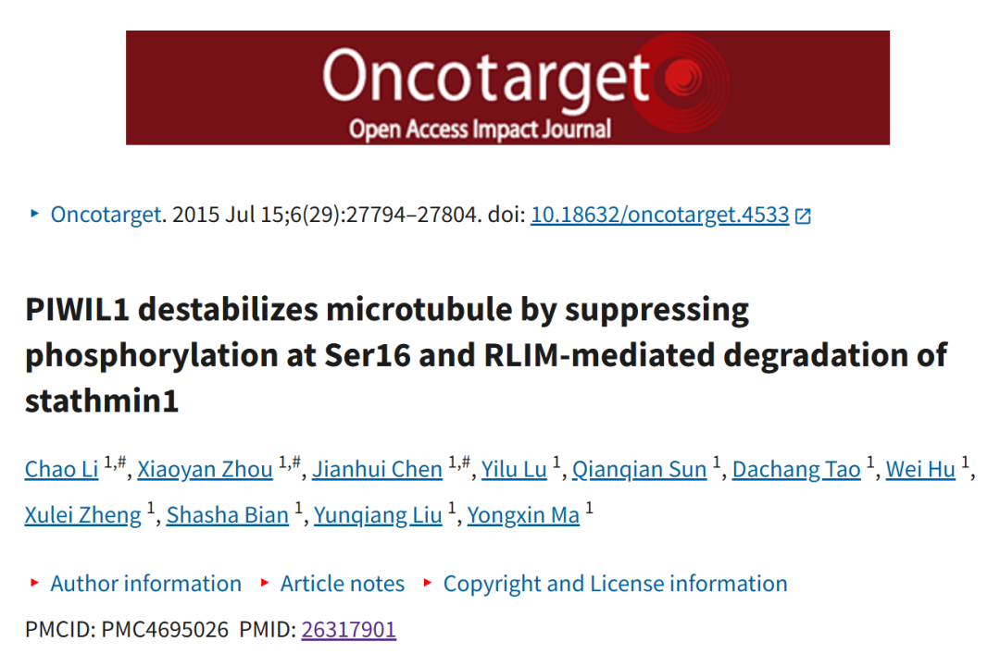 Oncotarget
Open Access Impact Journal
Oncotarget. 2015 Jul 15;6(29):27794–27804. doi: 10.18632/oncotarget.4533
PIWIL1 destabilizes microtubule by suppressing
phosphorylation at Ser16 and RLIM-mediated degradation of
stathmin1
Chao Li 1,#, Xiaoyan Zhou 1,#, Jianhui Chen 1,#, Yilu Lu 1, Qianqian Sun 1, Dachang Tao 1, Wei Hu 1,
Xulei Zheng 1, Shasha Bian 1, Yunqiang Liu 1, Yongxin Ma 1
Author information Article notes Copyright and License information
PMCID: PMC4695026 PMID: 26317901